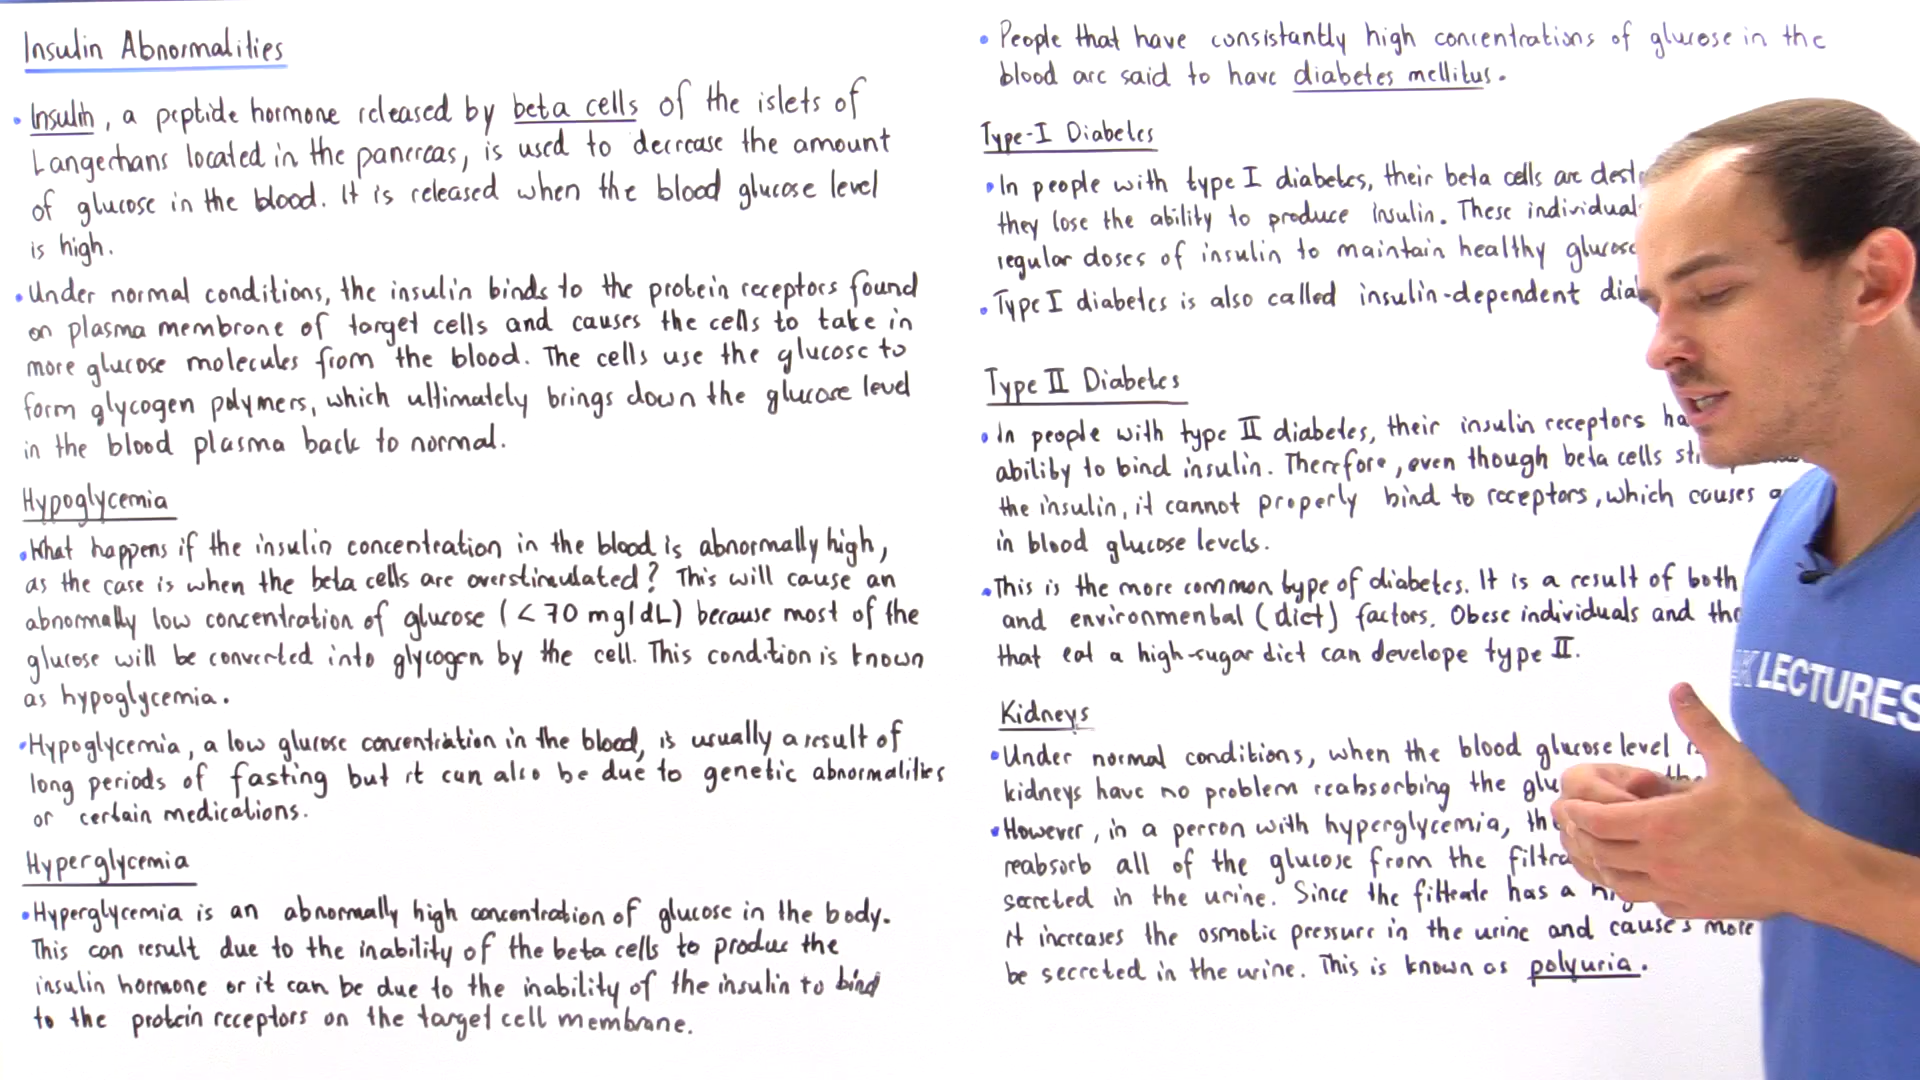 Insulin Abnormalities
• Insulin, a peptide hormone released by beta cells of the islets of
Langerhans located in the pancreas, is used to decrease the amount
of glucose in the blood. It is released when the blood glucose level
is high.
• Under normal conditions, the insulin binds to the protein receptors found
on plasma membrane of target cells and causes the cells to take in
more glucose molecules from the blood. The cells use the glucose to
form glycogen polymers, which ultimately brings down the glucose level
in the blood plasma back to normal.
Hypoglycemia
• What happens if the insulin concentration in the blood is abnormally high,
as the case is when the beta cells are overstimulated? This will cause an
abnormally low concentration of glucose (<70 mg/dL) because most of the
glucose will be converted into glycogen by the cell. This condition is known
as hypoglycemia.
• Hypoglycemia, a low glucose concentration in the blood, is usually a result of
long periods of fasting but it can also be due to genetic abnormalities
or certain medications.
Hyperglycemia
• Hyperglycemia is an abnormally high concentration of glucose in the body.
This can result due to the inability of the beta cells to produce the
insulin hormone or it can be due to the inability of the insulin to bind
to the protein receptors on the target cell membrane.
• People that have consistantly high concentrations of glucose in the
blood are said to have diabetes mellitus.
Type-I Diabetes
• In people with type I diabetes, their beta cells are
they lose the ability to produce insulin. These
regular doses of insulin to maintain healthy
• Type I diabetes is also called insulin-dependent
Type II Diabetes
• In people with type II diabetes, their insulin receptors
ability to bind insulin. Therefore, even though beta cells
the insulin, it cannot properly bind to receptors, which causes a
in blood glucose levels.
• This is the more common type of diabetes. It is a result of both
and environmental (diet) factors. Obese individuals and
that eat a high-sugar diet can develope type II.
Kidneys
• Under normal conditions, when the blood glucose level
kidneys have no problem reabsorbing the
• However, in a person with hyperglycemia,
reabsorb all of the glucose from the
secreted in the urine. Since the filtrate has a
it increases the osmotic pressure in the urine and causes more
be secreted in the urine. This is known as polyuria.
LECTURES